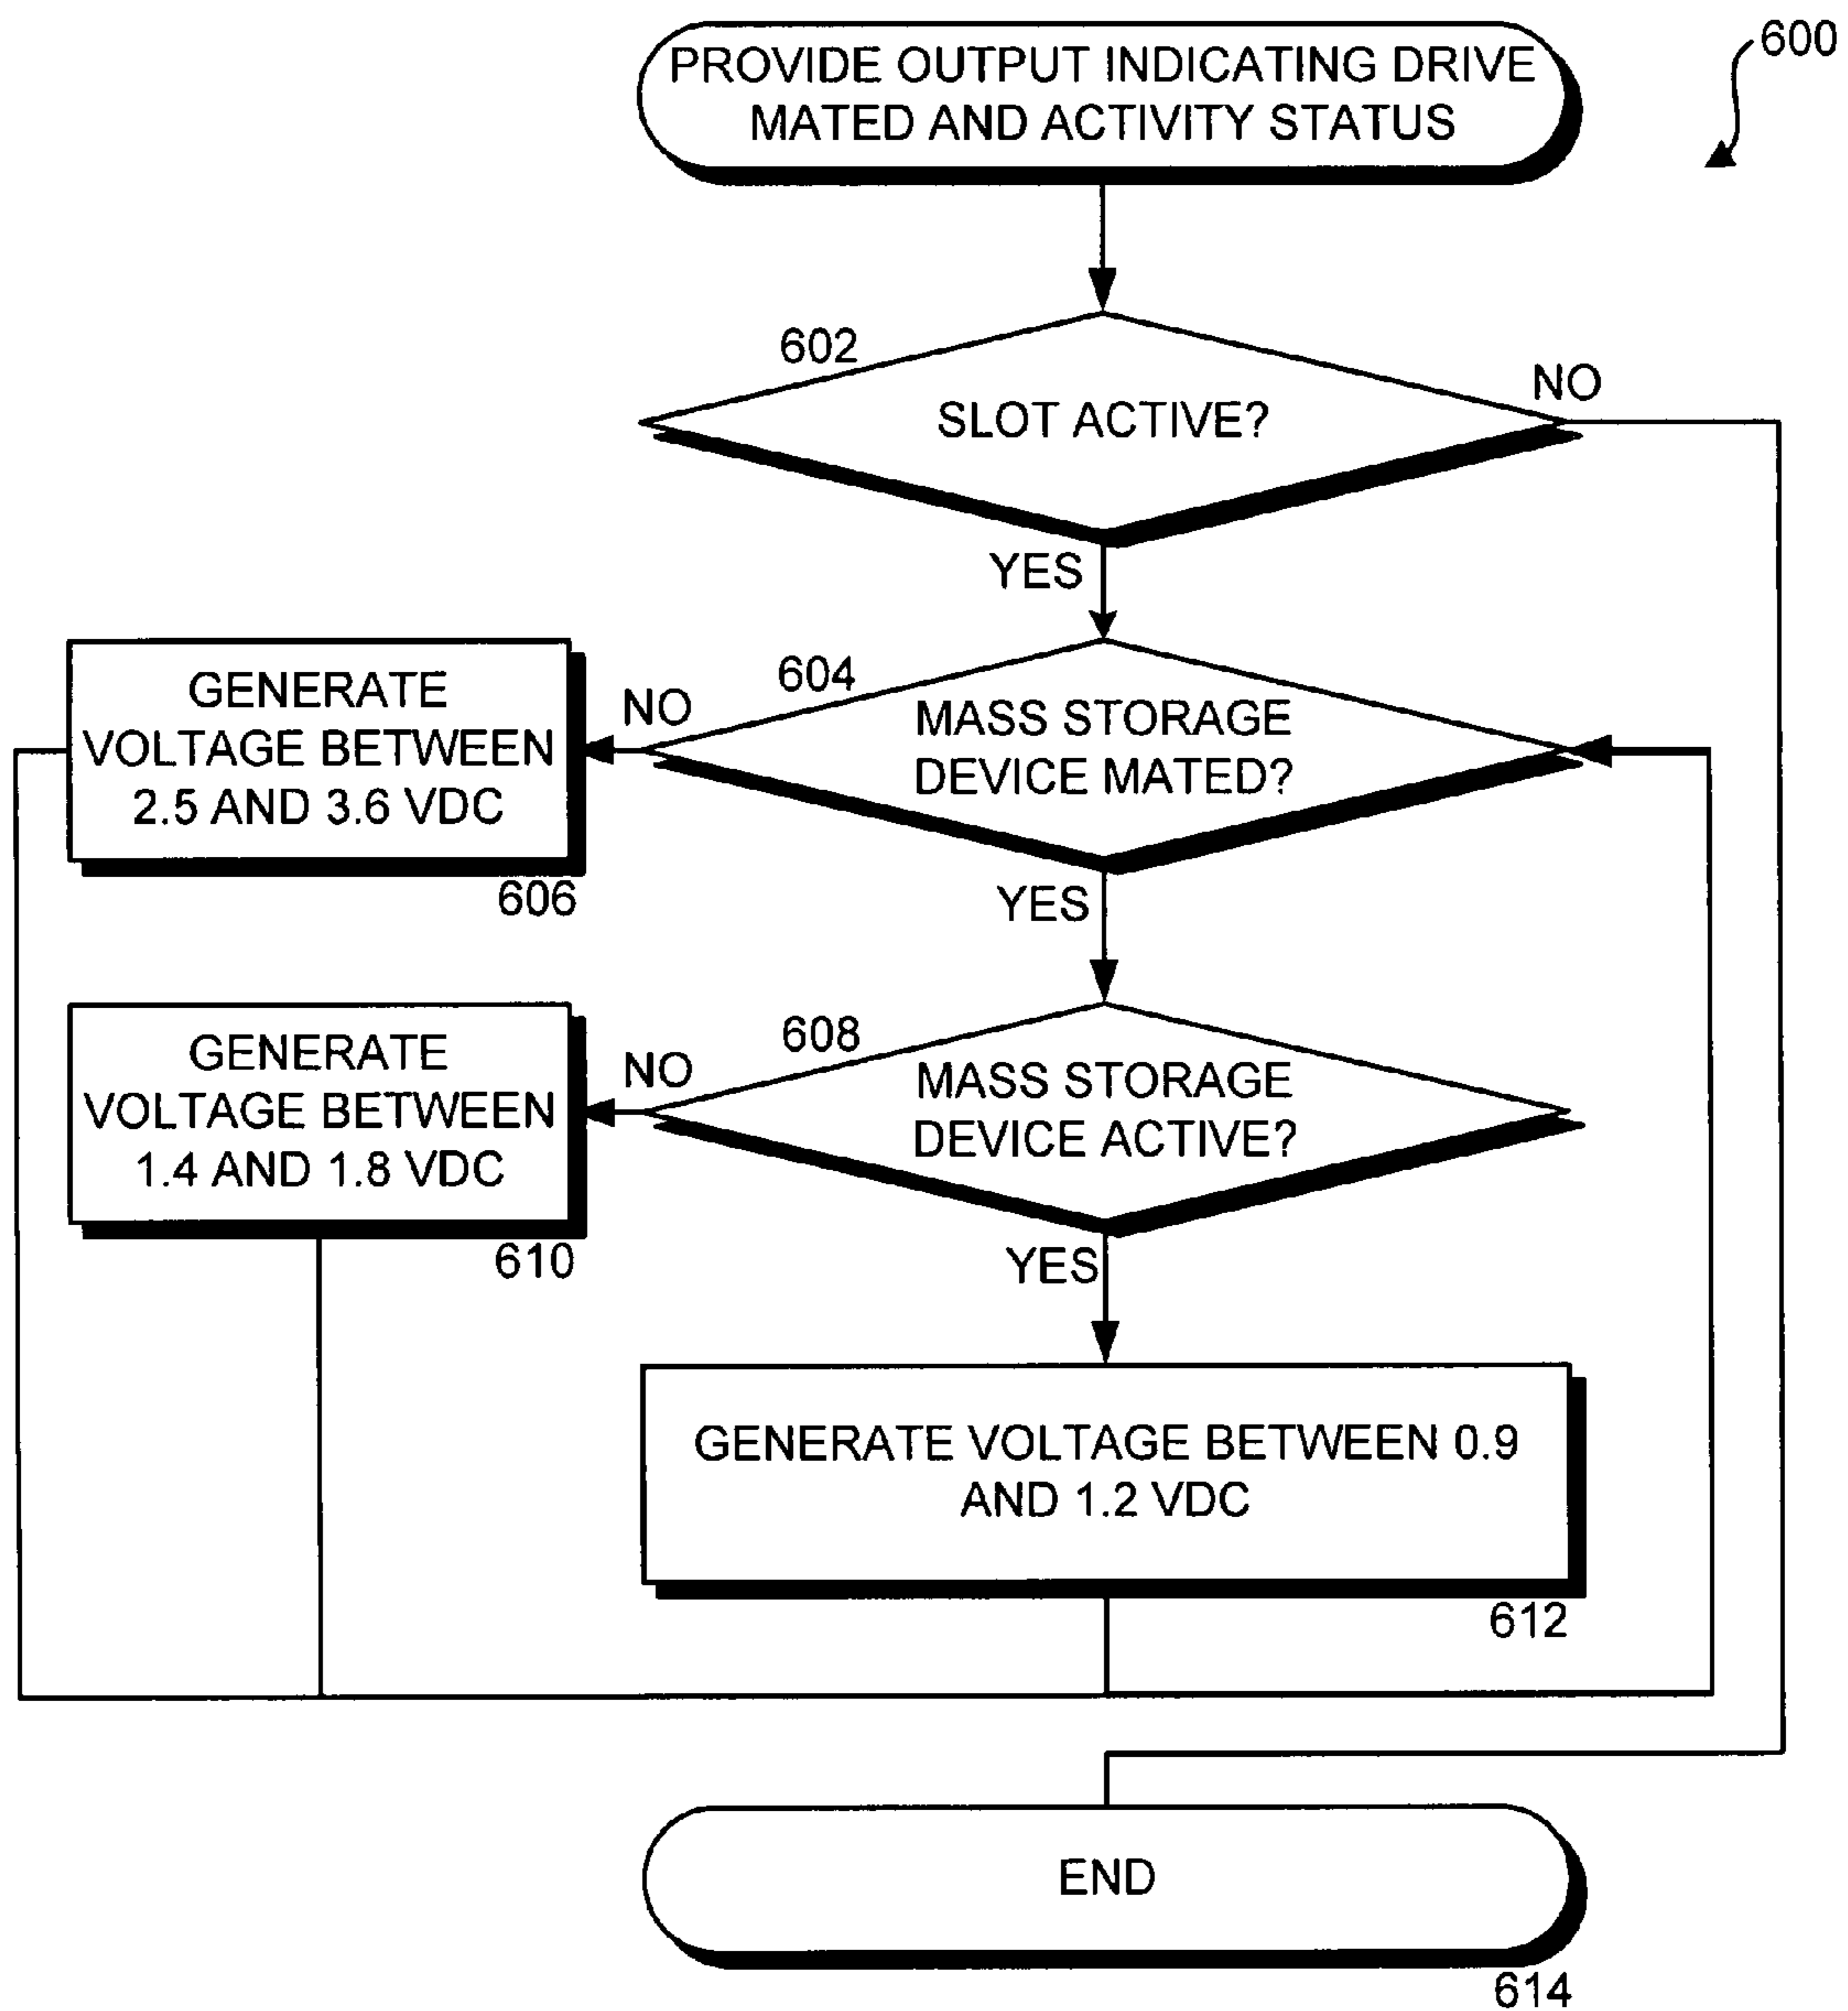 600
PROVIDE OUTPUT INDICATING DRIVE
MATED AND ACTIVITY STATUS
602
SLOT ACTIVE?
NO
YES
604
MASS STORAGE
DEVICE MATED?
NO
GENERATE
VOLTAGE BETWEEN
2.5 AND 3.6 VDC
606
YES
608
MASS STORAGE
DEVICE ACTIVE?
NO
GENERATE
VOLTAGE BETWEEN
1.4 AND 1.8 VDC
610
YES
GENERATE VOLTAGE BETWEEN 0.9
AND 1.2 VDC
612
END
614